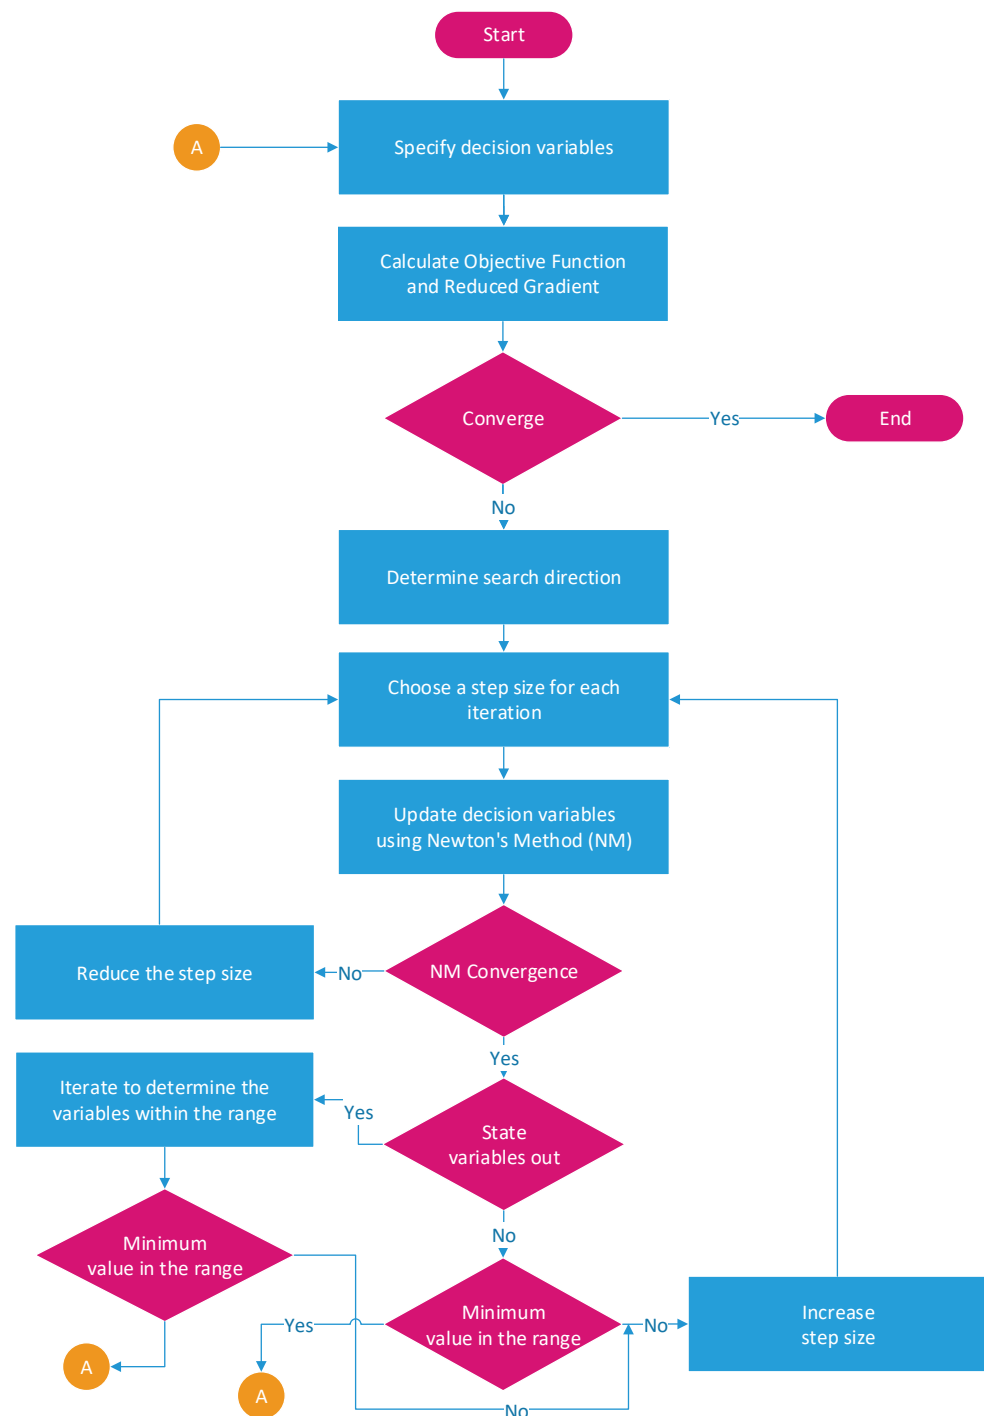 Start
A
Specify decision variables
Calculate Objective Function
and Reduced Gradient
Converge
Yes
End
No
Determine search direction
Choose a step size for each
iteration
Update decision variables
using Newton's Method (NM)
Reduce the step size
No
NM Convergence
Yes
Iterate to determine the
variables within the range
Yes
State
variables out
No
Minimum
value in the range
Yes
Minimum
value in the range
No
Increase
step size
A
A
No